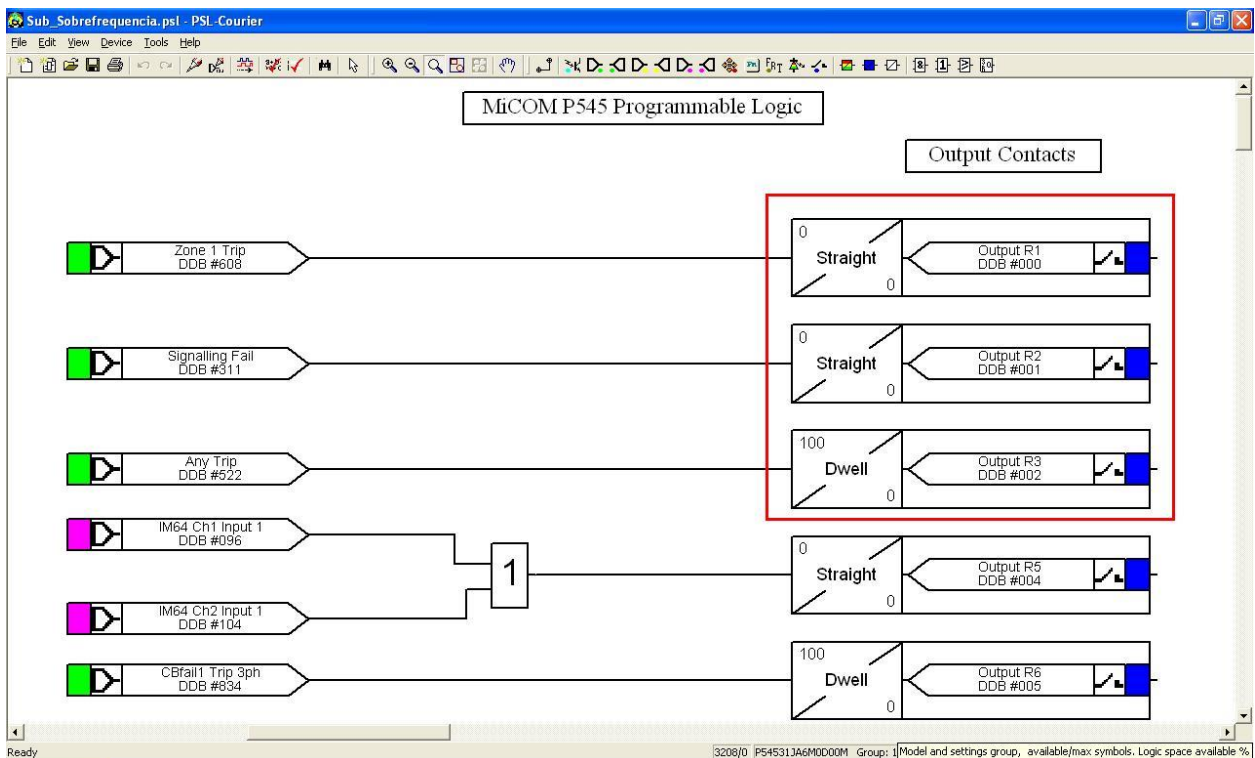 Sub_Sobrefrequencia.psl - PSL-Courier
File Edit View Device Tools Help
MiCOM P545 Programmable Logic
Output Contacts
Zone 1 Trip
DDB #608
0
Straight
0
Output R1
DDB #000
Signalling Fail
DDB #311
0
Straight
0
Output R2
DDB #001
Any Trip
DDB #522
100
Dwell
0
Output R3
DDB #002
IM64 Ch1 Input 1
DDB #096
1
IM64 Ch2 Input 1
DDB #104
0
Straight
0
Output R5
DDB #004
CBfail1 Trip 3ph
DDB #834
100
Dwell
0
Output R6
DDB #005
Ready
3208/0 P54531JA6M0D00M Group: 1 Model and settings group, available/max symbols. Logic space available %